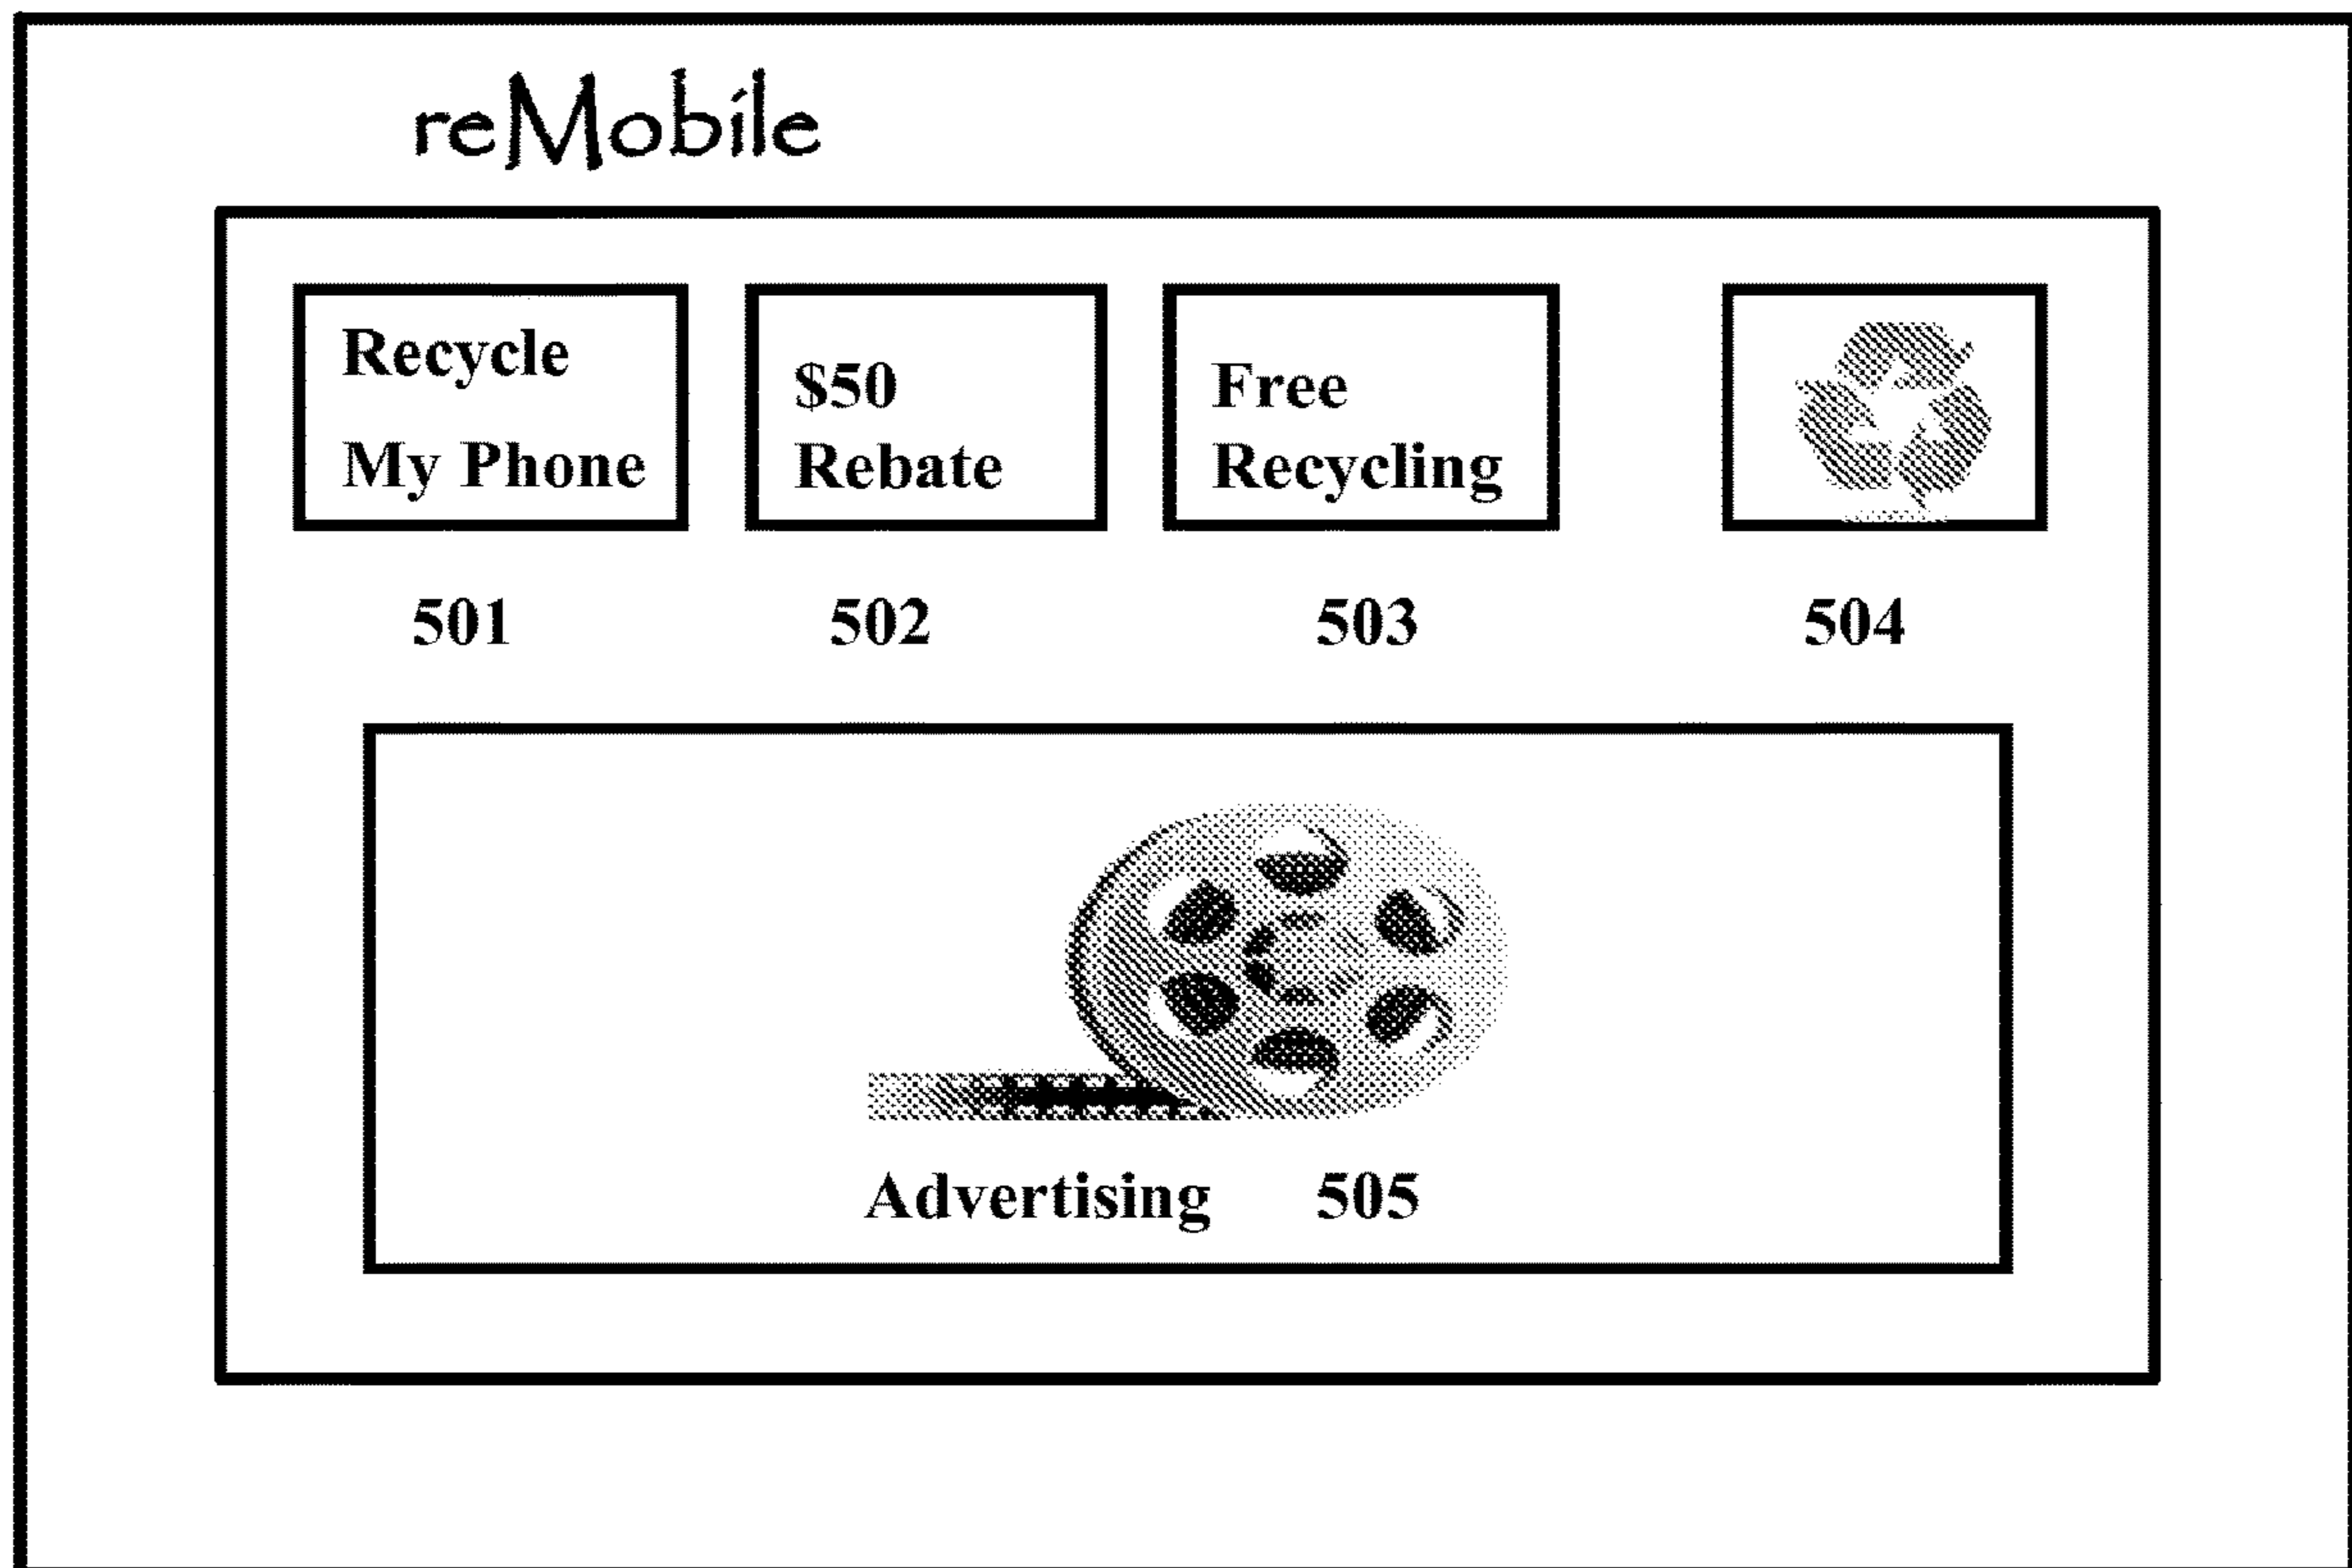 reMobile
Recycle
My Phone
$50
Rebate
Free
Recycling
501
502
503
504
Advertising 505